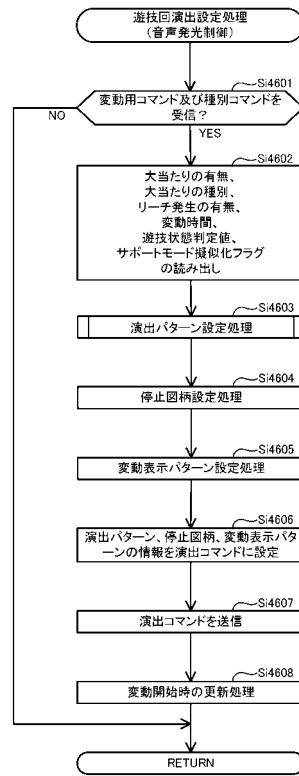 遊技回演出設定処理
(音声発光制御)
Si4601
変動用コマンド及び種別コマンドを
受信？
NO
YES
Si4602
大当たりの有無、
大当たりの種別、
リーチ発生の有無、
変動時間、
遊技状態判定値、
サポートモード擬似化フラグ
の読み出し
Si4603
演出パターン設定処理
Si4604
停止図柄設定処理
Si4605
変動表示パターン設定処理
Si4606
演出パターン、停止図柄、変動表示パタ
ーンの情報を演出コマンドに設定
Si4607
演出コマンドを送信
Si4608
変動開始時の更新処理
RETURN